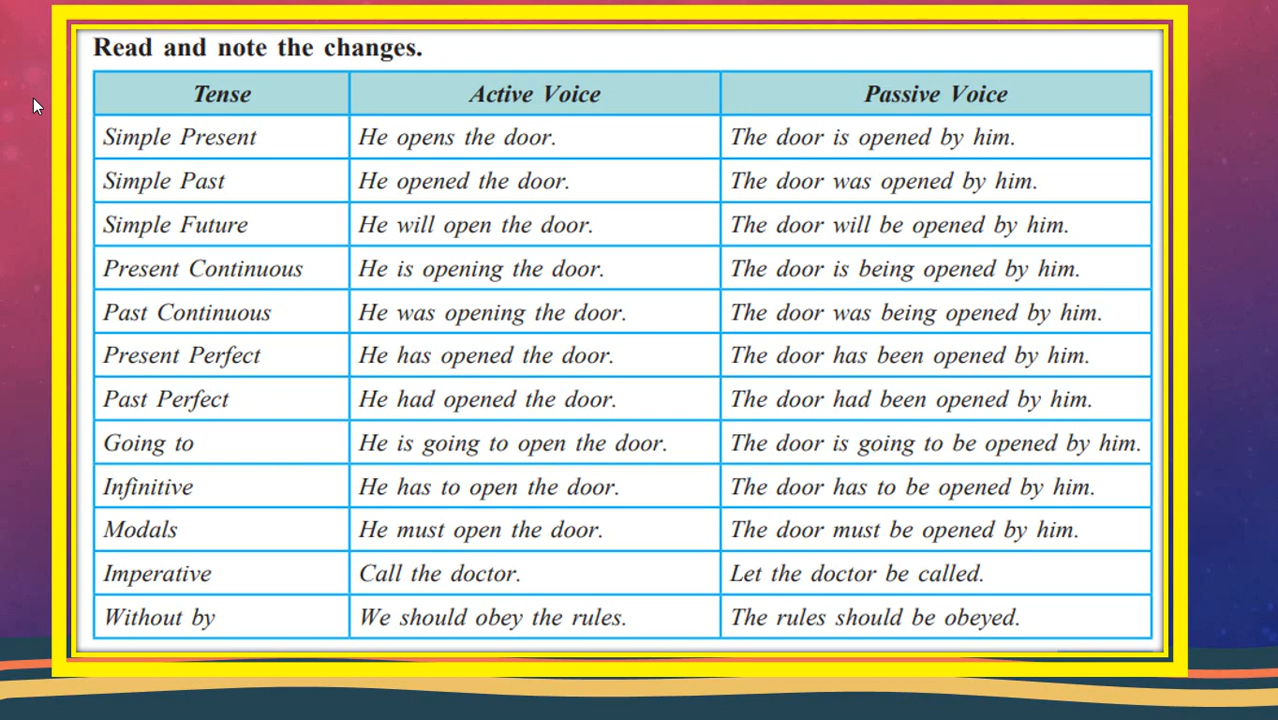 Read and note the changes.
Tense Active Voice Passive Voice
Simple Present He opens the door. The door is opened by him.
Simple Past He opened the door. The door was opened by him.
Simple Future He will open the door. The door will be opened by him.
Present Continuous He is opening the door. The door is being opened by him.
Past Continuous He was opening the door. The door was being opened by him.
Present Perfect He has opened the door. The door has been opened by him.
Past Perfect He had opened the door. The door had been opened by him.
Going to He is going to open the door. The door is going to be opened by him.
Infinitive He has to open the door. The door has to be opened by him.
Modals He must open the door. The door must be opened by him.
Imperative Call the doctor. Let the doctor be called.
Without by We should obey the rules. The rules should be obeyed.